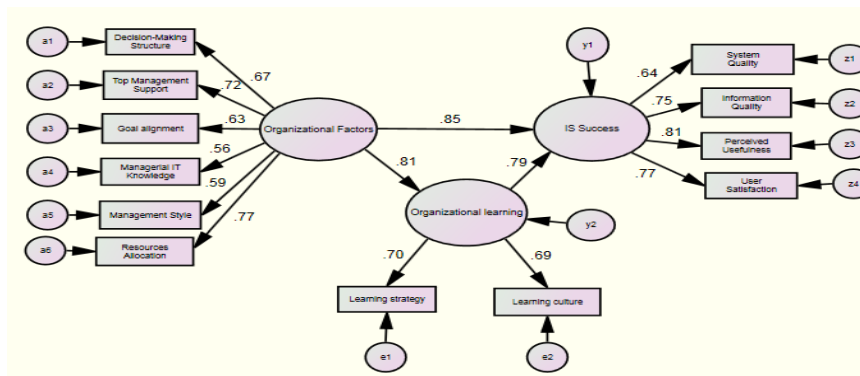 a1
Decision-Making
Structure
a2
Top Management
Support
a3
Goal alignment
a4
Managerial IT
Knowledge
a5
Management Style
a6
Resources
Allocation
.67
.72
.63
.56
.59
.77
Organizational Factors
.85
.81
y1
IS Success
.79
Organizational learning
y2
.70
.69
Learning strategy
Learning culture
e1
e2
.64
.75
.81
.77
System
Quality
z1
Information
Quality
z2
Perceived
Usefulness
z3
User
Satisfaction
z4